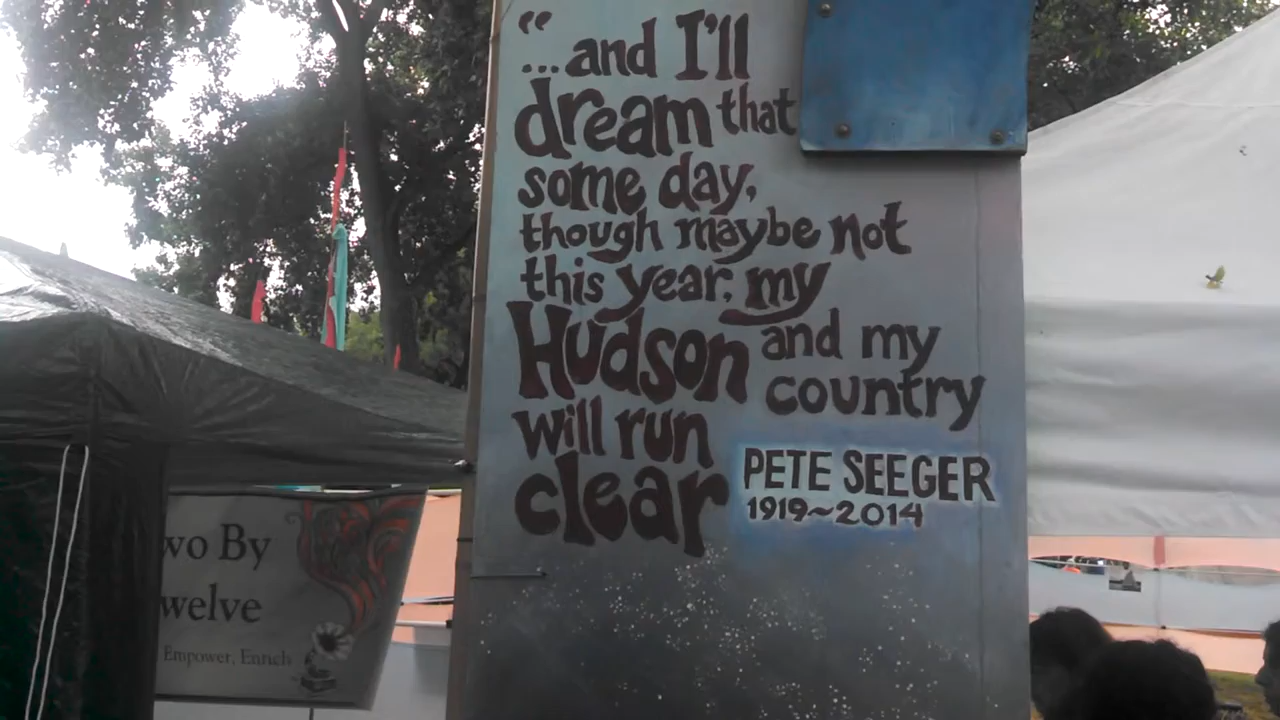 “
...and I'll
dream that
some day,
though maybe not
this year, my
Hudson and my
country
will run
clear
PETE SEEGER
1919~2014
wo By
welve
Empower, Enrich